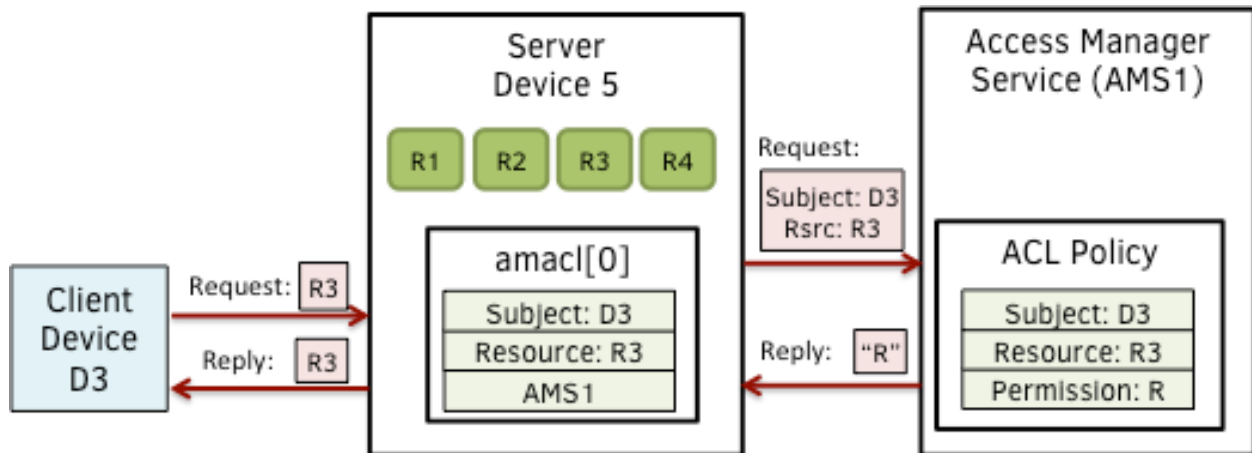 Client
Device
D3
Request: R3
Reply: R3
Server
Device 5
R1 R2 R3 R4
amacl[0]
Subject: D3
Resource: R3
AMS1
Request:
Subject: D3
Rsrc: R3
Reply: “R”
Access Manager
Service (AMS1)
ACL Policy
Subject: D3
Resource: R3
Permission: R